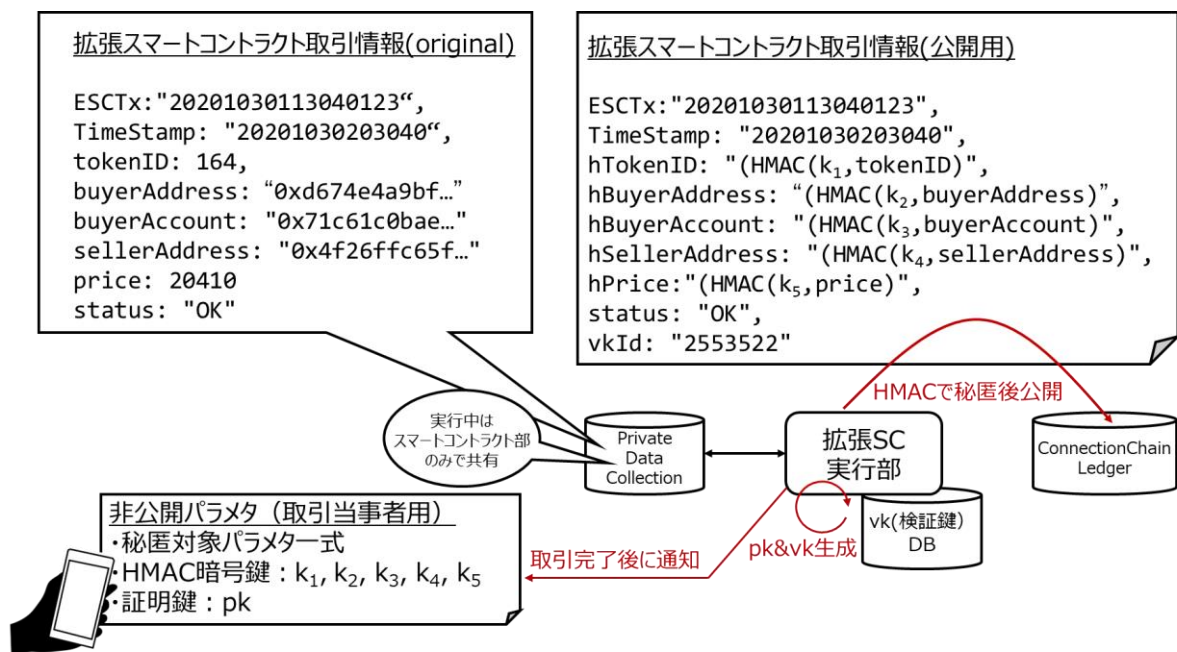 拡張スマートコントラクト取引情報(original)
ESCTx:"20201030113040123“,
TimeStamp: "20201030203040“,
tokenID: 164,
buyerAddress: “0xd674e4a9bf…”
buyerAccount: "0x71c61c0bae…"
sellerAddress: "0x4f26ffc65f…"
price: 20410
status: "OK"
拡張スマートコントラクト取引情報(公開用)
ESCTx:"20201030113040123",
TimeStamp: "20201030203040",
hTokenID: "(HMAC(k₁,tokenID)",
hBuyerAddress: “(HMAC(k₂,buyerAddress)”,
hBuyerAccount: "(HMAC(k₃,buyerAccount)",
hSellerAddress: "(HMAC(k₄,sellerAddress)",
hPrice:"(HMAC(k₅,price)",
status: "OK",
vkId: "2553522"
HMACで秘匿後公開
実行中は
スマートコントラクト部
のみで共有
Private
Data
Collection
拡張SC
実行部
ConnectionChain
Ledger
vk(検証鍵)
DB
pk&vk生成
取引完了後に通知
非公開パラメタ（取引当事者用）
・秘匿対象パラメタ一式
・HMAC暗号鍵：k₁, k₂, k₃, k₄, k₅
・証明鍵：pk